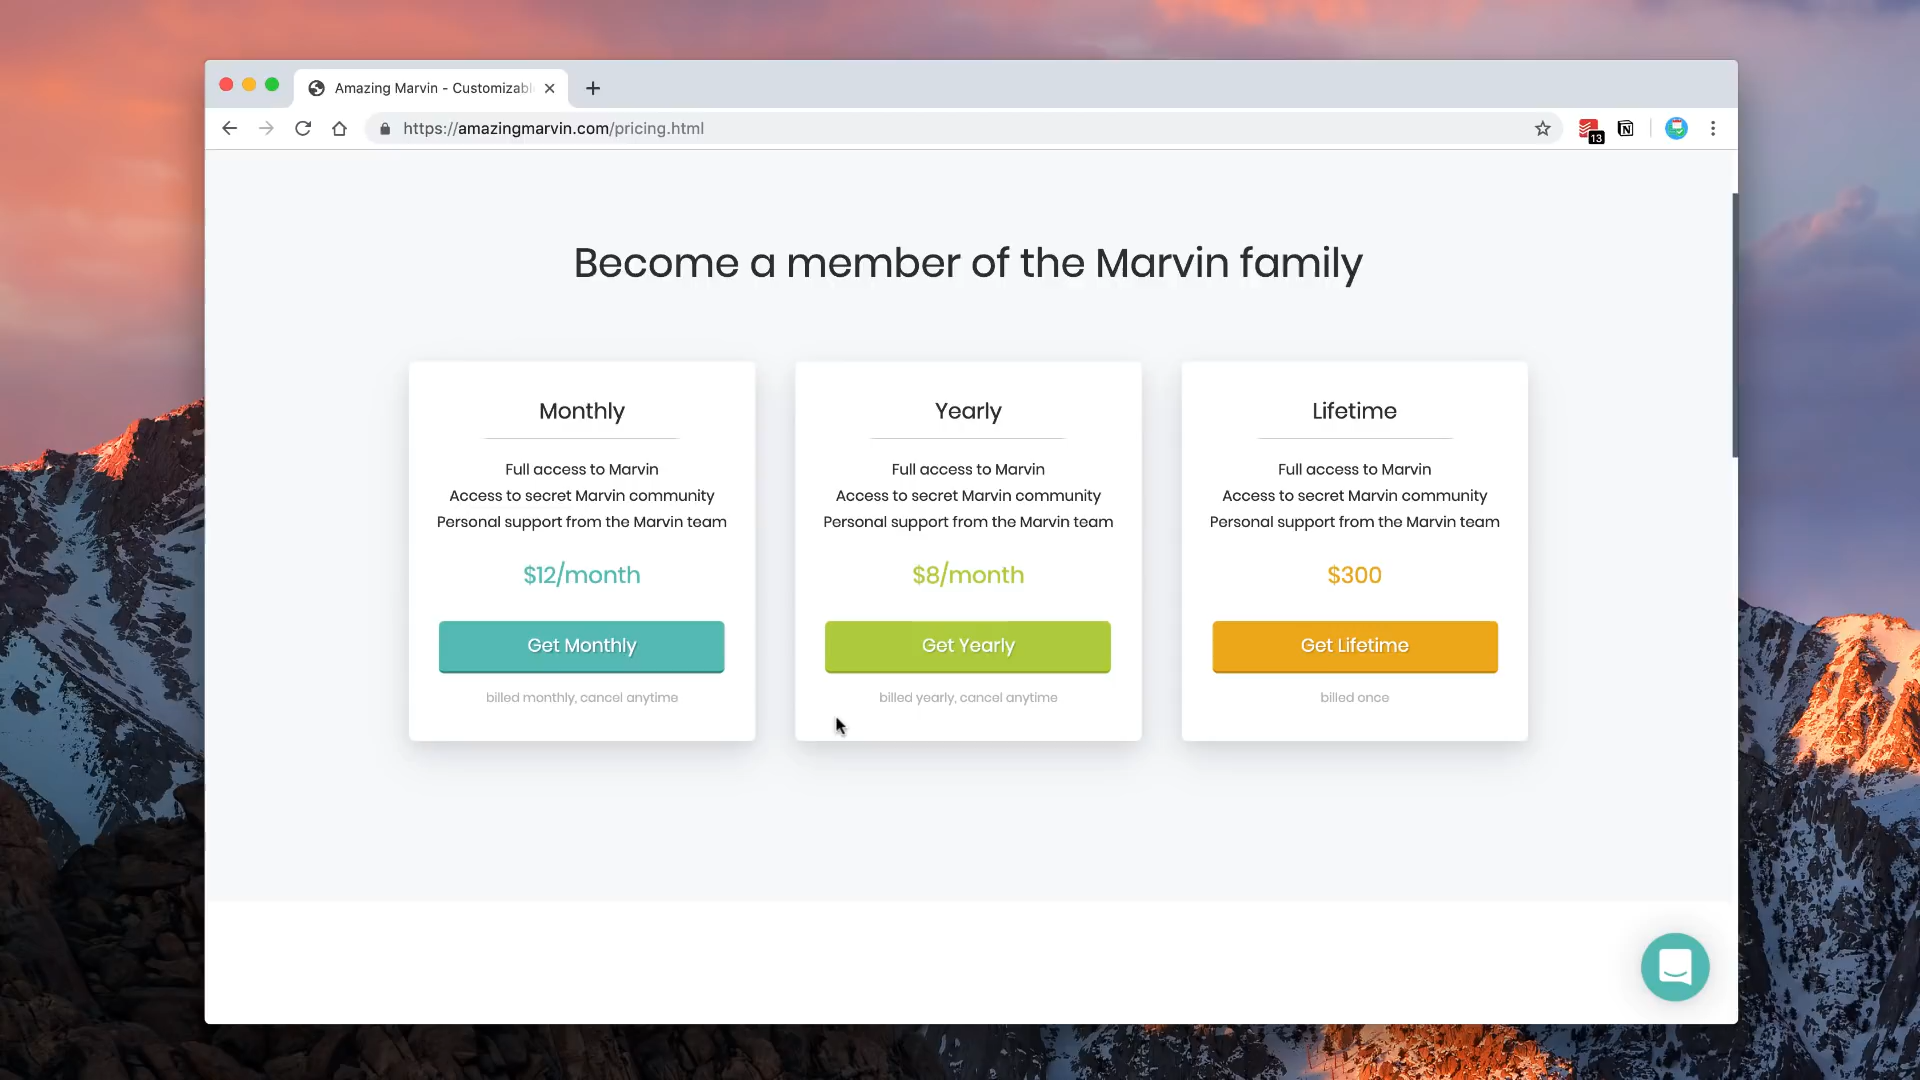 Amazing Marvin - Customizabl
https://amazingmarvin.com/pricing.html
13
Become a member of the Marvin family
Monthly
Full access to Marvin
Access to secret Marvin community
Personal support from the Marvin team
$12/month
Get Monthly
billed monthly, cancel anytime
Yearly
Full access to Marvin
Access to secret Marvin community
Personal support from the Marvin team
$8/month
Get Yearly
billed yearly, cancel anytime
Lifetime
Full access to Marvin
Access to secret Marvin community
Personal support from the Marvin team
$300
Get Lifetime
billed once